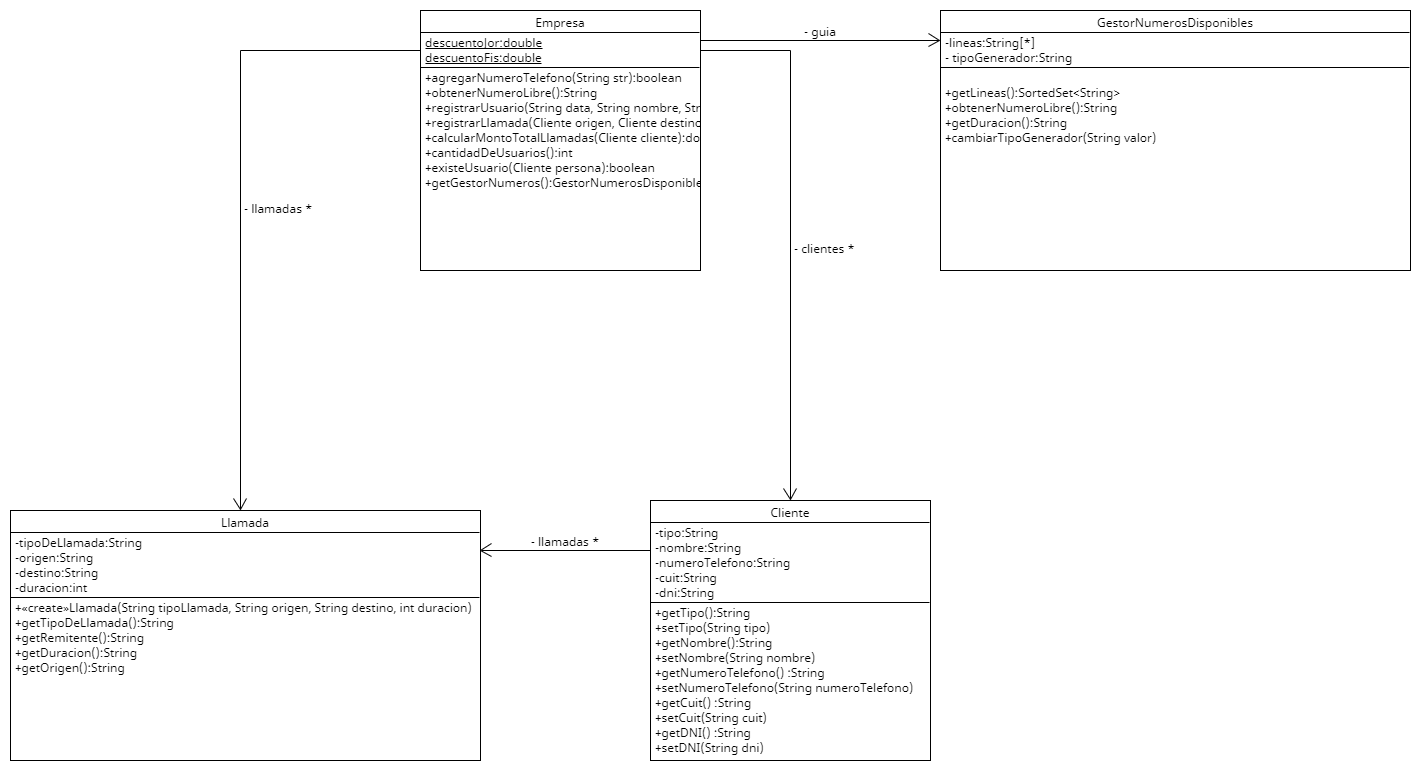 Empresa
descuentoJor:double
descuentoFis:double
+agregarNumeroTelefono(String str):boolean
+obtenerNumeroLibre():String
+registrarUsuario(String data, String nombre, Str
+registrarLlamada(Cliente origen, Cliente destino
+calcularMontoTotalLlamadas(Cliente cliente):do
+cantidadDeUsuarios():int
+existeUsuario(Cliente persona):boolean
+getGestorNumeros():GestorNumerosDisponible
- guia
GestorNumerosDisponibles
-lineas:String[*]
- tipoGenerador:String
+getLineas():SortedSet<String>
+obtenerNumeroLibre():String
+getDuracion():String
+cambiarTipoGenerador(String valor)
- llamadas *
- clientes *
Llamada
-tipoDeLlamada:String
-origen:String
-destino:String
-duracion:int
+«create»Llamada(String tipoLlamada, String origen, String destino, int duracion)
+getTipoDeLlamada():String
+getRemitente():String
+getDuracion():String
+getOrigen():String
- llamadas *
Cliente
-tipo:String
-nombre:String
-numeroTelefono:String
-cuit:String
-dni:String
+getTipo():String
+setTipo(String tipo)
+getNombre():String
+setNombre(String nombre)
+getNumeroTelefono() :String
+setNumeroTelefono(String numeroTelefono)
+getCuit() :String
+setCuit(String cuit)
+getDNI() :String
+setDNI(String dni)